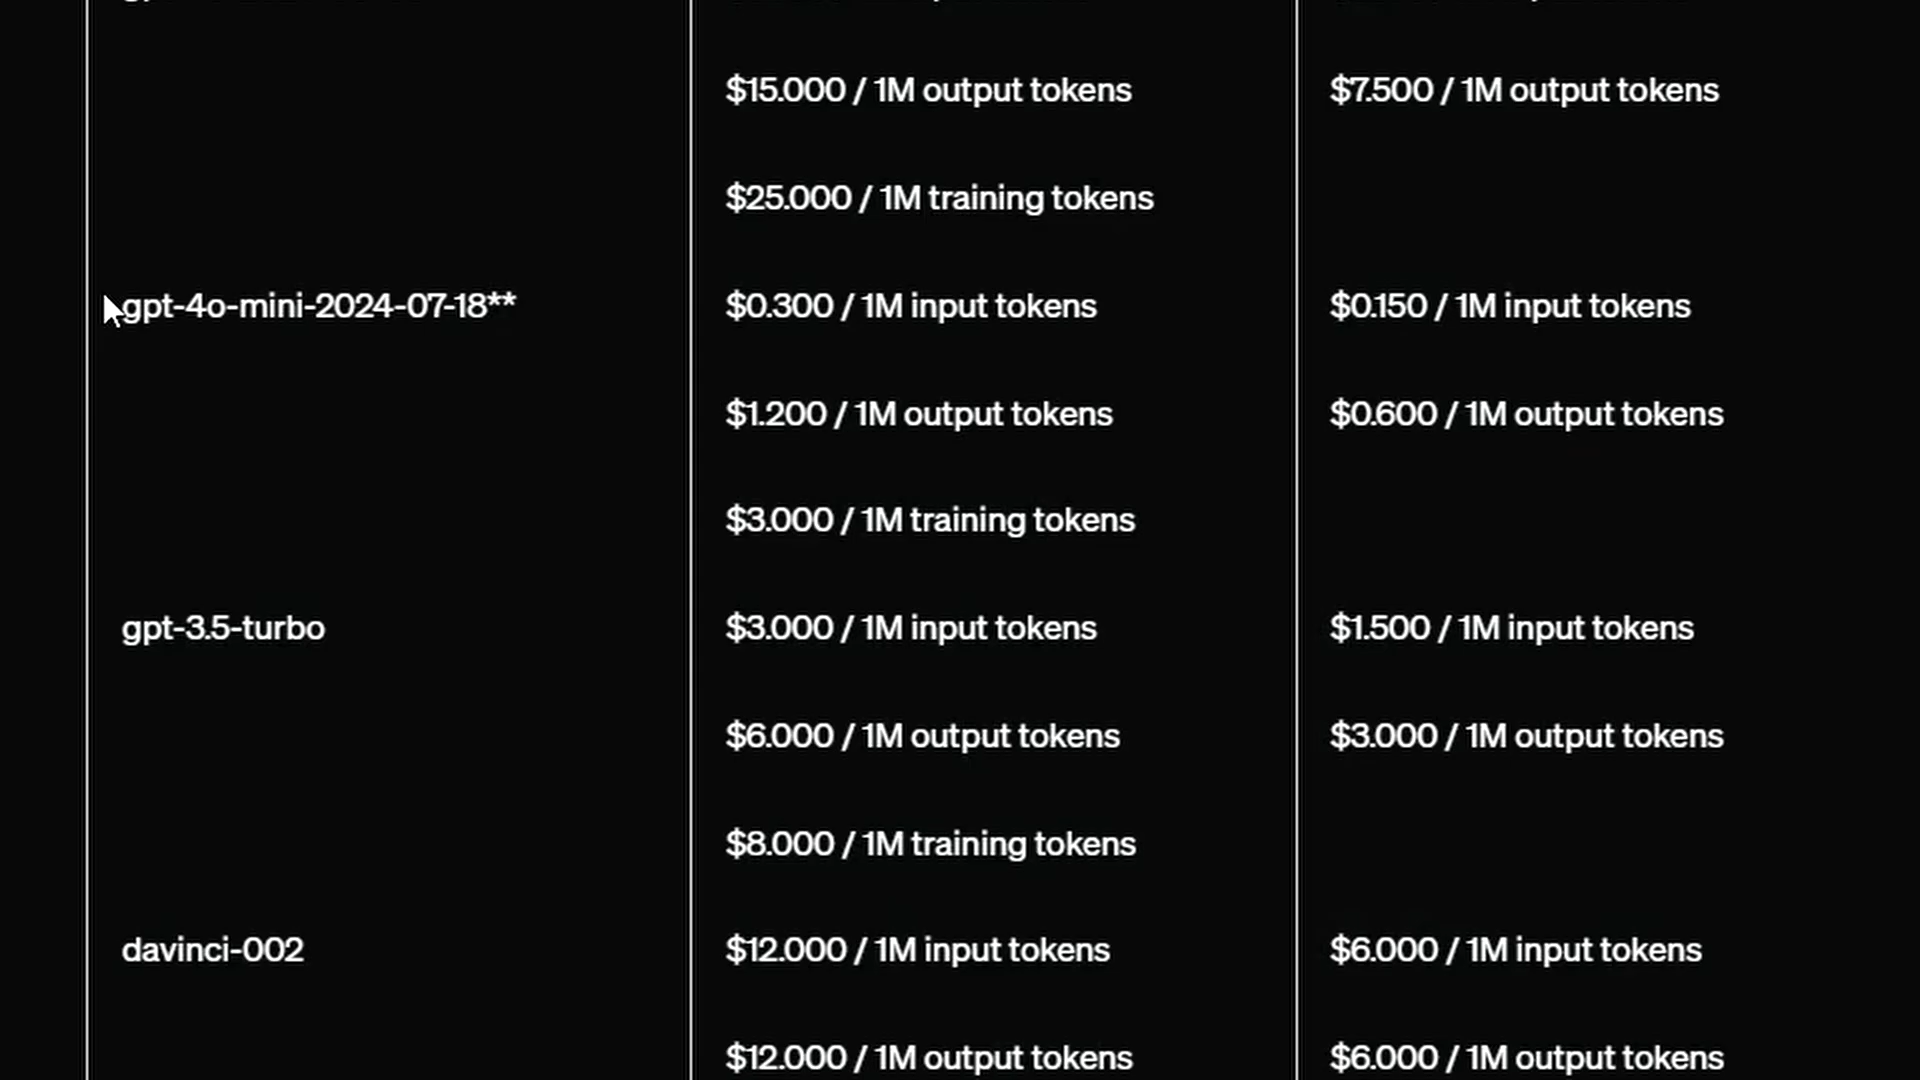 $15.000 / 1M output tokens $7.500 / 1M output tokens
$25.000 / 1M training tokens
gpt-4o-mini-2024-07-18** $0.300 / 1M input tokens $0.150 / 1M input tokens
$1.200 / 1M output tokens $0.600 / 1M output tokens
$3.000 / 1M training tokens
gpt-3.5-turbo $3.000 / 1M input tokens $1.500 / 1M input tokens
$6.000 / 1M output tokens $3.000 / 1M output tokens
$8.000 / 1M training tokens
davinci-002 $12.000 / 1M input tokens $6.000 / 1M input tokens
$12.000 / 1M output tokens $6.000 / 1M output tokens